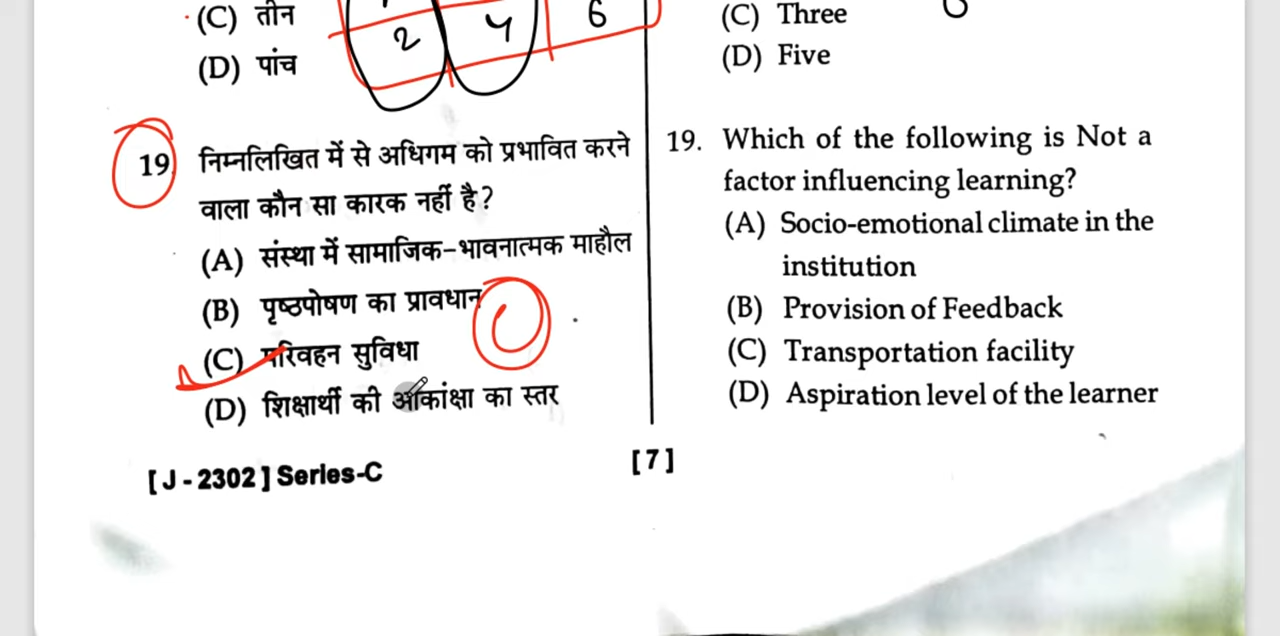 (C) तीन
(D) पांच
2 4 6
(C) Three
(D) Five
19 निम्नलिखित में से अधिगम को प्रभावित करने
वाला कौन सा कारक नहीं है?
(A) संस्था में सामाजिक-भावनात्मक माहौल
(B) पृष्ठपोषण का प्रावधान
(C) परिवहन सुविधा
(D) शिक्षार्थी की आकांक्षा का स्तर
19. Which of the following is Not a
factor influencing learning?
(A) Socio-emotional climate in the
institution
(B) Provision of Feedback
(C) Transportation facility
(D) Aspiration level of the learner
[ J - 2302 ] Series-C
[ 7 ]